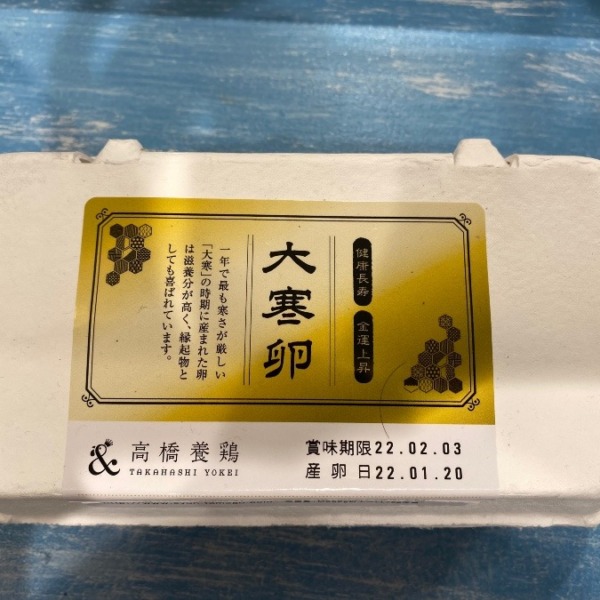 健康長寿
金運上昇
大寒卵
一年で最も寒さが厳しい
「大寒」の時期に産まれた卵
は滋養分が高く、縁起物と
しても喜ばれています。
& 高橋養鶏
TAKAHASHI YOKEI
賞味期限22.02.03
産卵日22.01.20